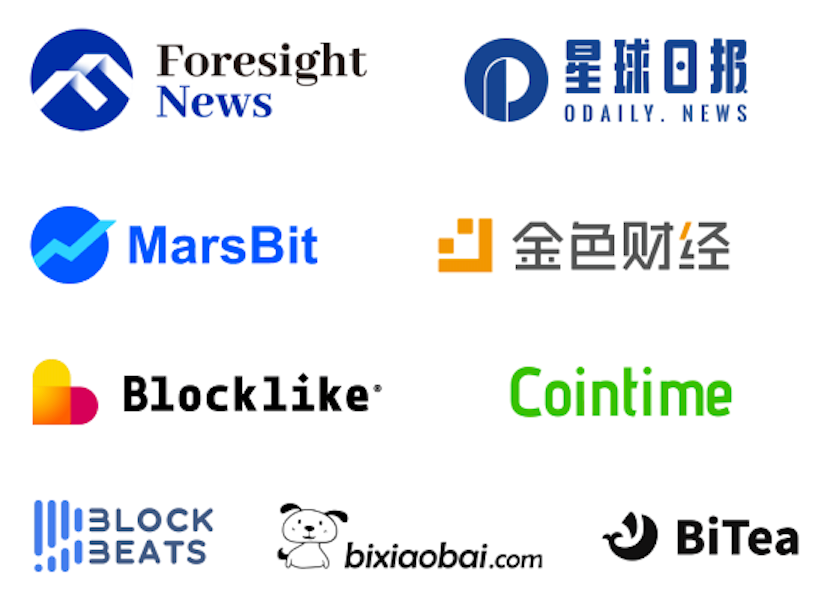 Foresight
News
星球日报
ODAILY. NEWS
MarsBit
金色财经
Blocklike®
Cointime
BLOCK
BEATS
bixiaobai.com
BiTea